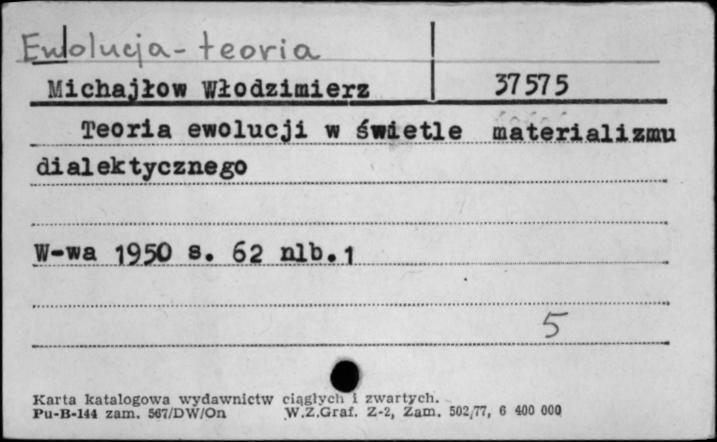 Ewolucja - teoria
Michajłow Włodzimierz 37575
Teoria ewolucji w świetle materializmu
dialektycznego
W-wa 1950 s. 62 nlb.1
5
Karta katalogowa wydawnictw ciągłych i zwartych.
Pu-B-144 zam. 567/DW/On W.Z.Graf. Z-2, Zam. 502/77, 6 400 000